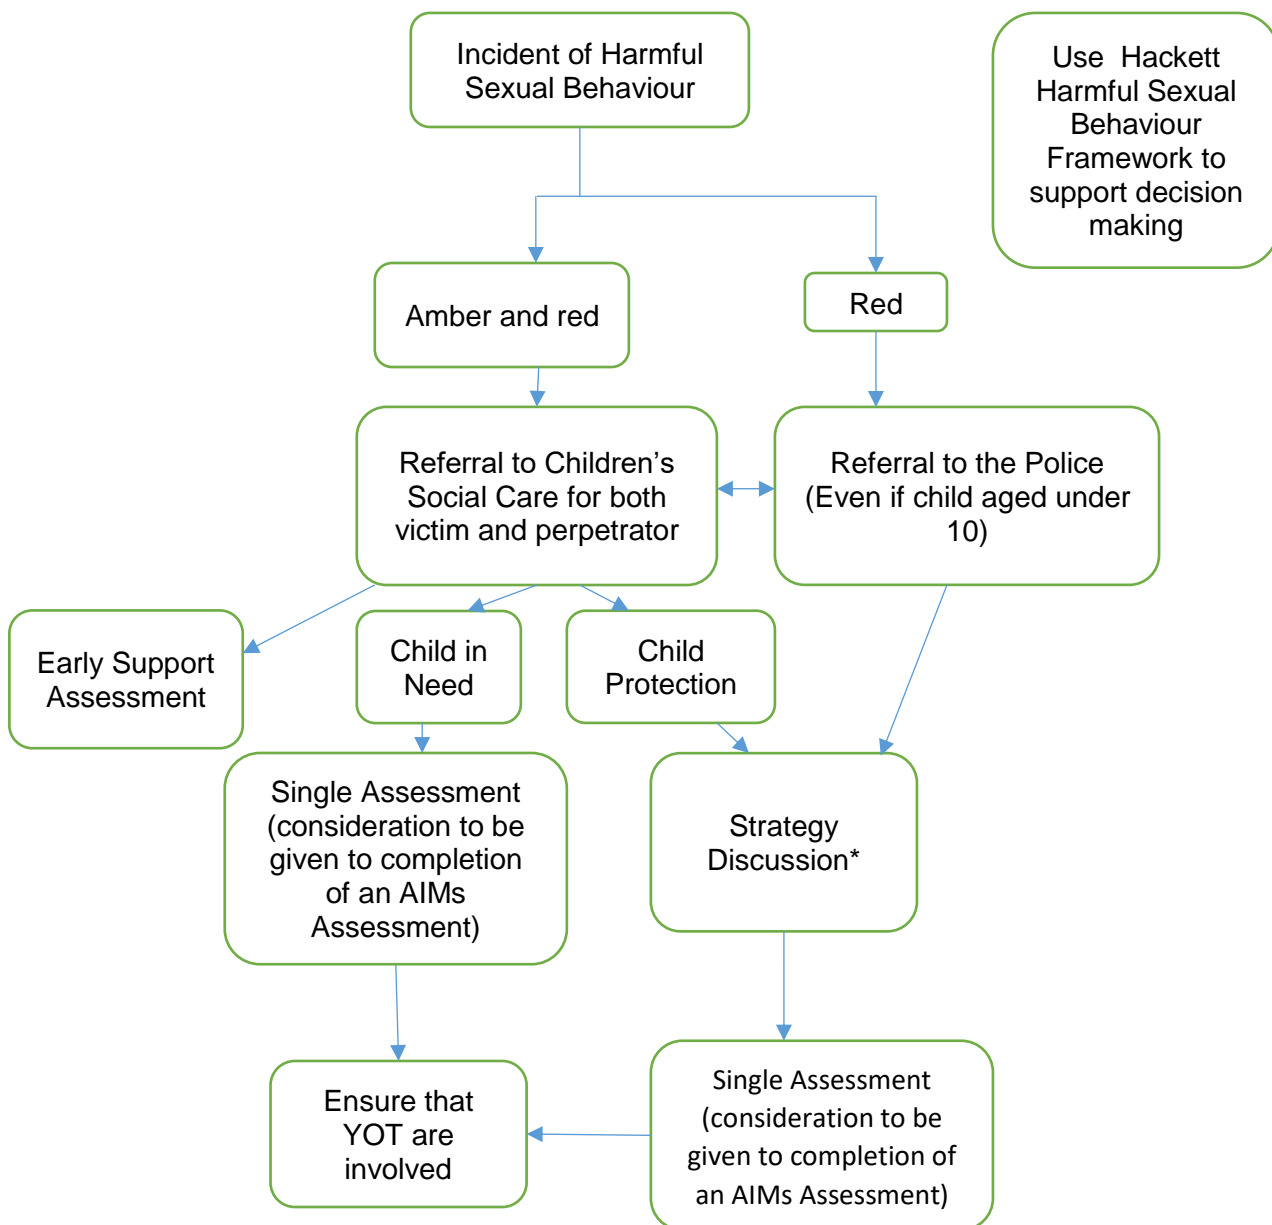 Incident of Harmful
Sexual Behaviour
Use Hackett
Harmful Sexual
Behaviour
Framework to
support decision
making
Amber and red
Red
Referral to Children’s
Social Care for both
victim and perpetrator
Referral to the Police
(Even if child aged under
10)
Early Support
Assessment
Child in
Need
Child
Protection
Single Assessment
(consideration to be
given to completion
of an AIMs
Assessment)
Strategy
Discussion*
Ensure that
YOT are
involved
Single Assessment
(consideration to be
given to completion of
an AIMs Assessment)